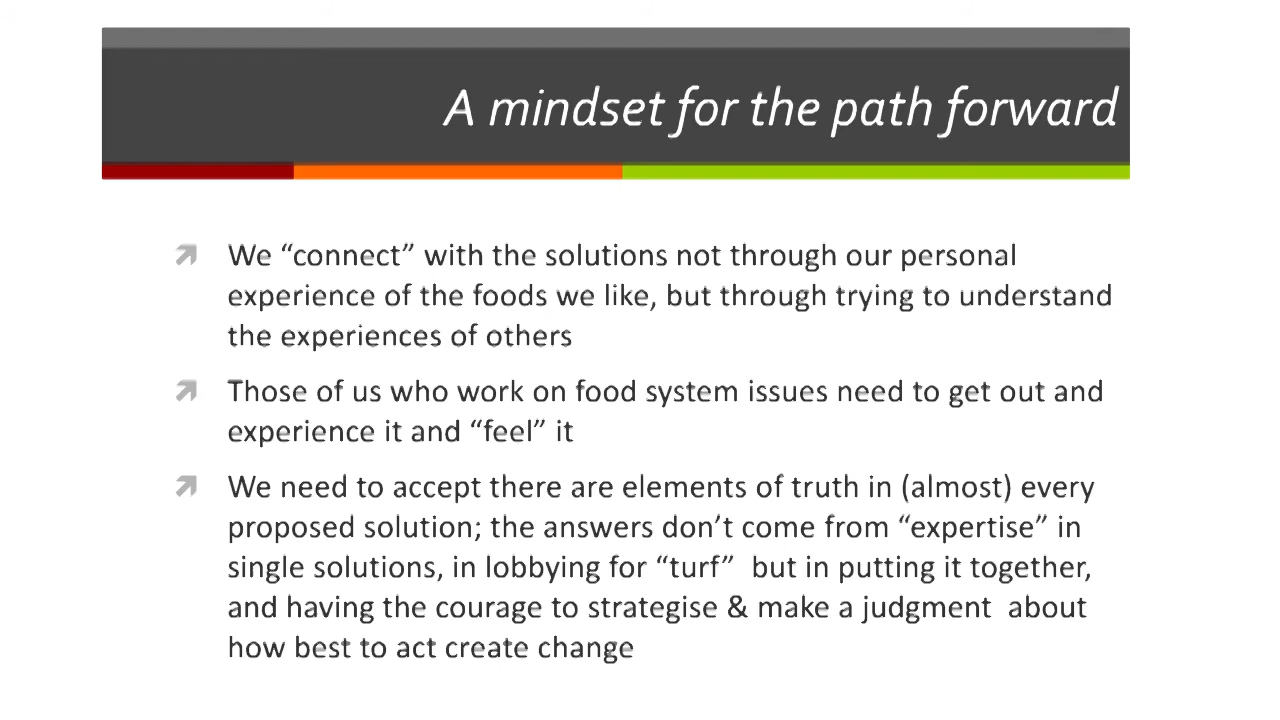 A mindset for the path forward
We “connect” with the solutions not through our personal
experience of the foods we like, but through trying to understand
the experiences of others
Those of us who work on food system issues need to get out and
experience it and “feel” it
We need to accept there are elements of truth in (almost) every
proposed solution; the answers don’t come from “expertise” in
single solutions, in lobbying for “turf”  but in putting it together,
and having the courage to strategise & make a judgment  about
how best to act create change